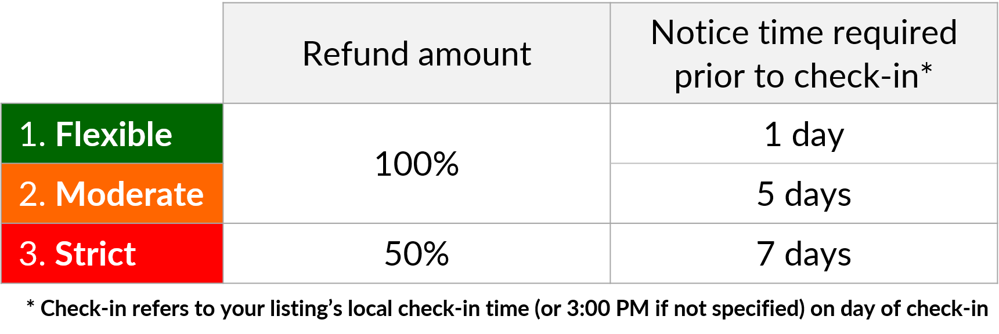 Refund amount
Notice time required
prior to check-in*
1. Flexible
100%
1 day
2. Moderate
5 days
3. Strict
50%
7 days
* Check-in refers to your listing’s local check-in time (or 3:00 PM if not specified) on day of check-in